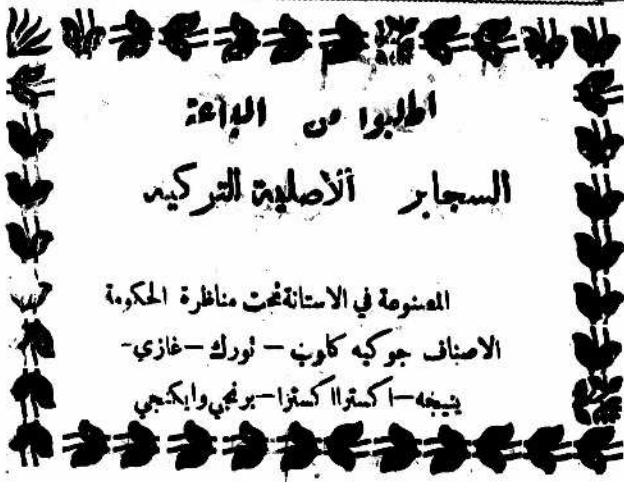 اطلبوا من الباعة
السجاير الأصلية التركيه
المصنوعة في الاستانة تحت مناظرة الحكومة
الاصناف جوكيه كلوب – تورك – غازي-
ينيجه-اكسترا اكسترا-برنجي وايكنجي